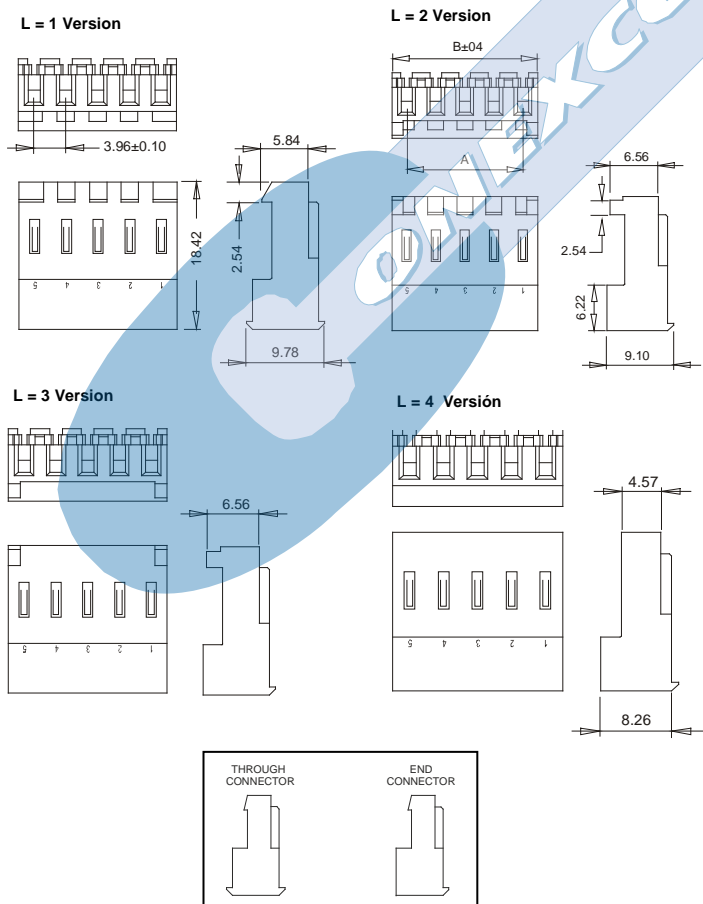 L = 1 Version
3.96±0.10
5.84
2.54
18.42
9.78
5 4 3 2 1
L = 2 Version
B±04
A
6.56
2.54
6.22
9.10
5 4 3 2 1
L = 3 Version
6.56
5 4 3 2 1
L = 4 Versión
4.57
8.26
5 4 3 2 1
THROUGH
CONNECTOR
END
CONNECTOR
ONEXCO